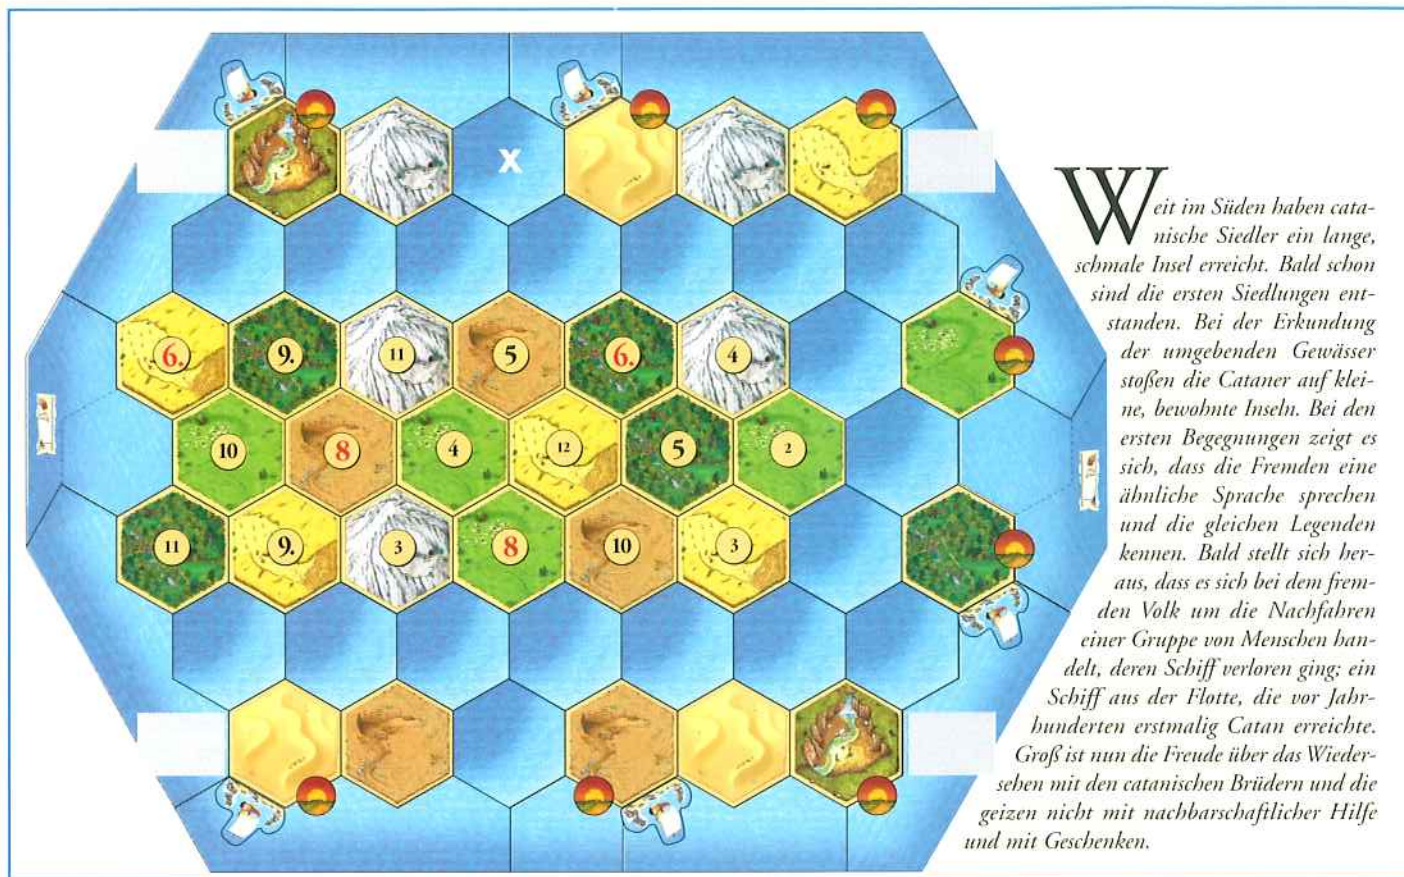 X
6. 9. 11 5 6. 4
10 8 4 12 5 2
11 9. 3 8 10 3
Weit im Süden haben cata-
nische Siedler ein lange,
schmale Insel erreicht. Bald schon
sind die ersten Siedlungen ent-
standen. Bei der Erkundung
der umgebenden Gewässer
stoßen die Cataner auf klei-
ne, bewohnte Inseln. Bei den
ersten Begegnungen zeigt es
sich, dass die Fremden eine
ähnliche Sprache sprechen
und die gleichen Legenden
kennen. Bald stellt sich her-
aus, dass es sich bei dem frem-
den Volk um die Nachfahren
einer Gruppe von Menschen han-
delt, deren Schiff verloren ging; ein
Schiff aus der Flotte, die vor Jahr-
hunderten erstmalig Catan erreichte.
Groß ist nun die Freude über das Wieder-
sehen mit den catanischen Brüdern und die
geizen nicht mit nachbarschaftlicher Hilfe
und mit Geschenken.